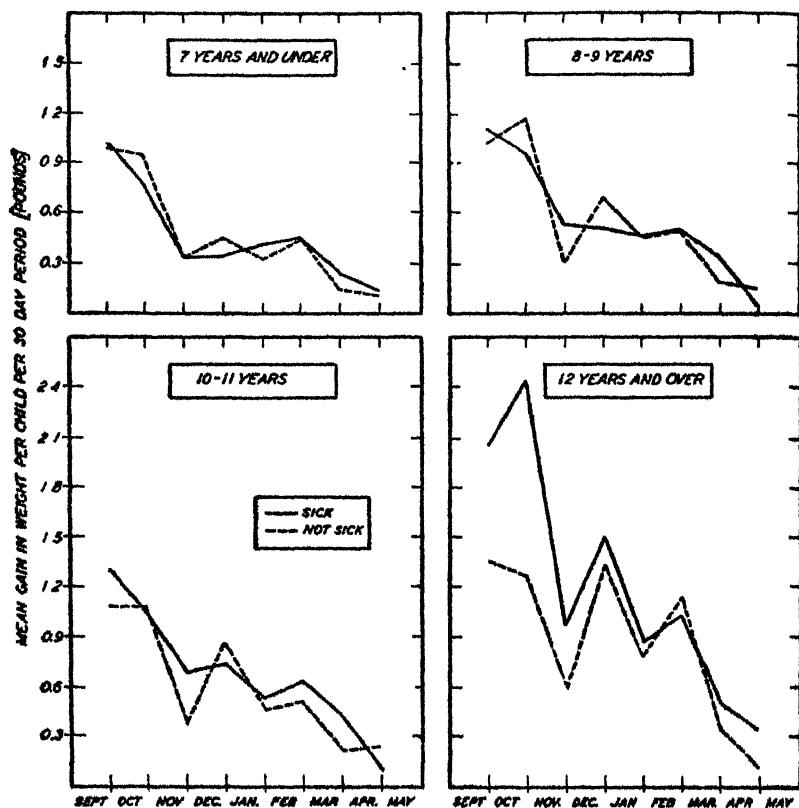 7 YEARS AND UNDER
8-9 YEARS
1 5
1 2
0.9
0.6
0.3
MEAN GAIN IN WEIGHT PER CHILD PER 30 DAY PERIOD [POUNDS]
10-11 YEARS
12 YEARS AND OVER
2 4
2 1
1 8
1 5
1 2
0.9
0.6
0.3
SICK
NOT SICK
SEPT OCT NOV DEC. JAN. FEB MAR APR. MAY
SEPT OCT NOV. DEC. JAN FEB MAR. APR MAY